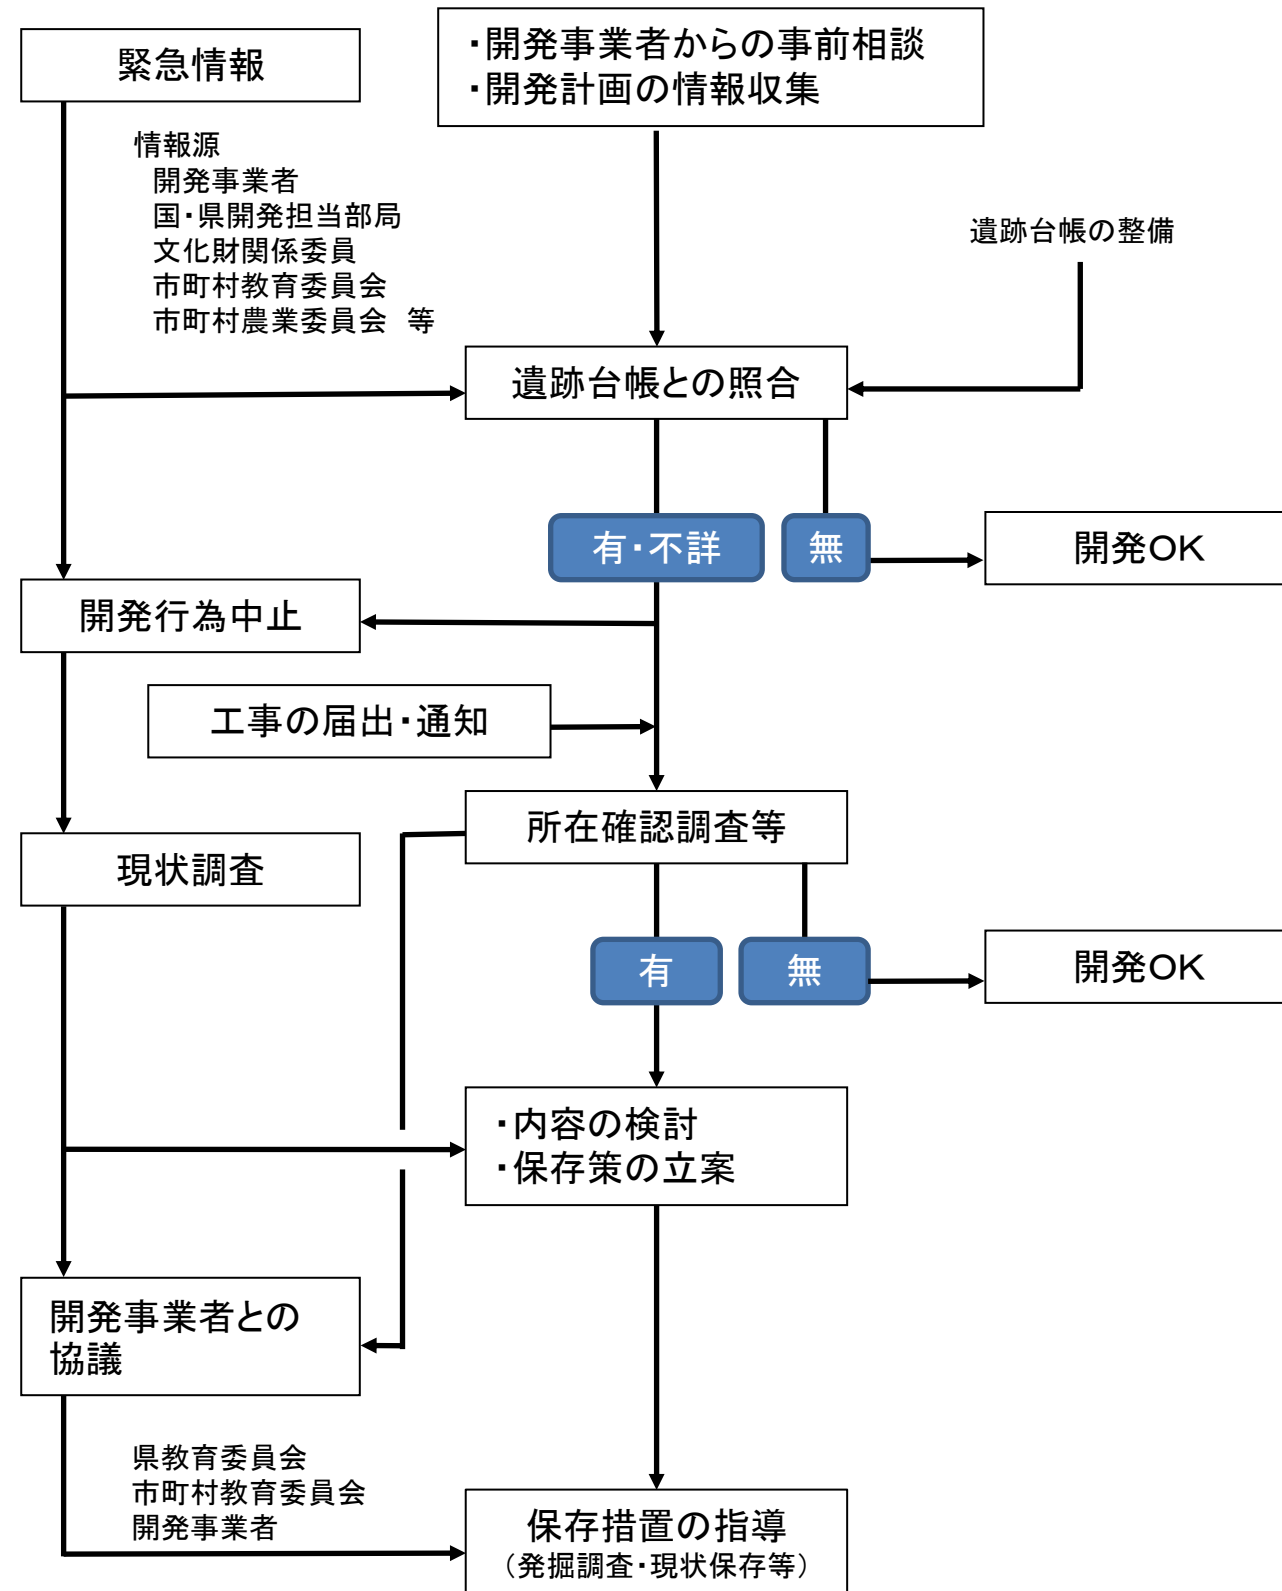 緊急情報
・開発事業者からの事前相談
・開発計画の情報収集
情報源
開発事業者
国・県開発担当部局
文化財関係委員
市町村教育委員会
市町村農業委員会　等
遺跡台帳の整備
遺跡台帳との照合
有・不詳
無
開発OK
開発行為中止
工事の届出・通知
所在確認調査等
現状調査
有
無
開発OK
・内容の検討
・保存策の立案
開発事業者との
協議
県教育委員会
市町村教育委員会
開発事業者
保存措置の指導
（発掘調査・現状保存等）